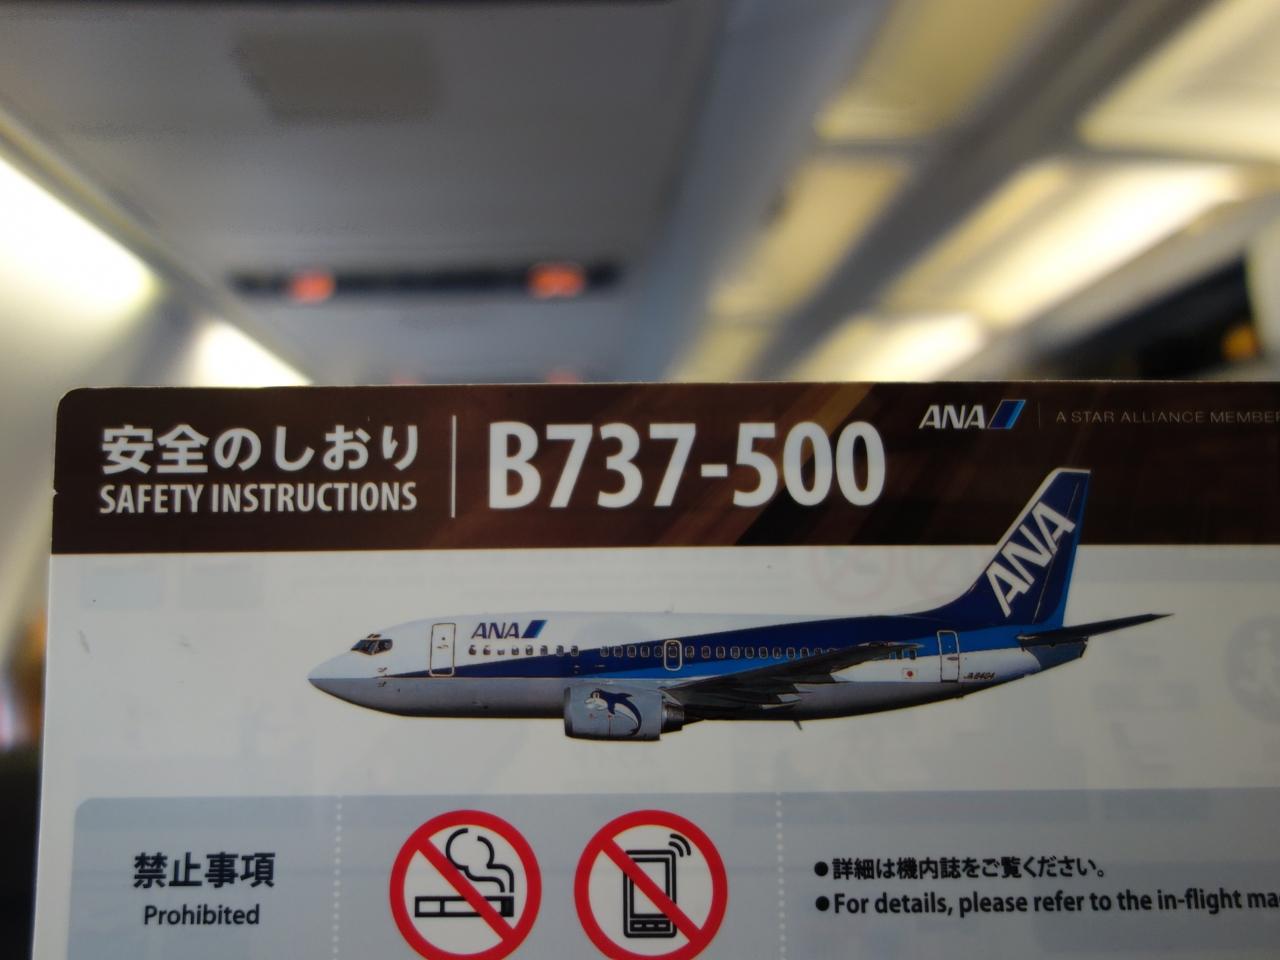 安全のしおり
SAFETY INSTRUCTIONS
B737-500
ANA
A STAR ALLIANCE MEMBER
ANA
ANA
JA8404
禁止事項
Prohibited
●詳細は機内誌をご覧ください。
●For details, please refer to the in-flight ma